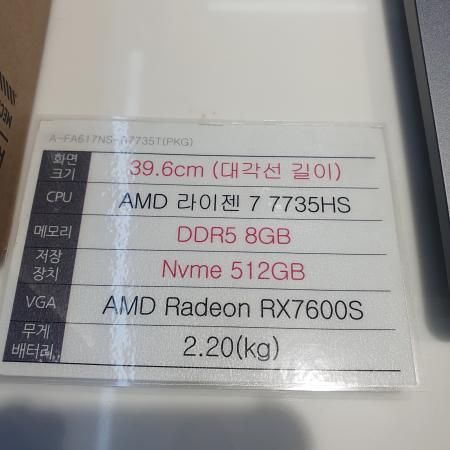 A-FA617NS-A7735T(PKG)
화면 크기 39.6cm (대각선 길이)
CPU AMD 라이젠 7 7735HS
메모리 DDR5 8GB
저장 장치 Nvme 512GB
VGA AMD Radeon RX7600S
무게 배터리 2.20(kg)